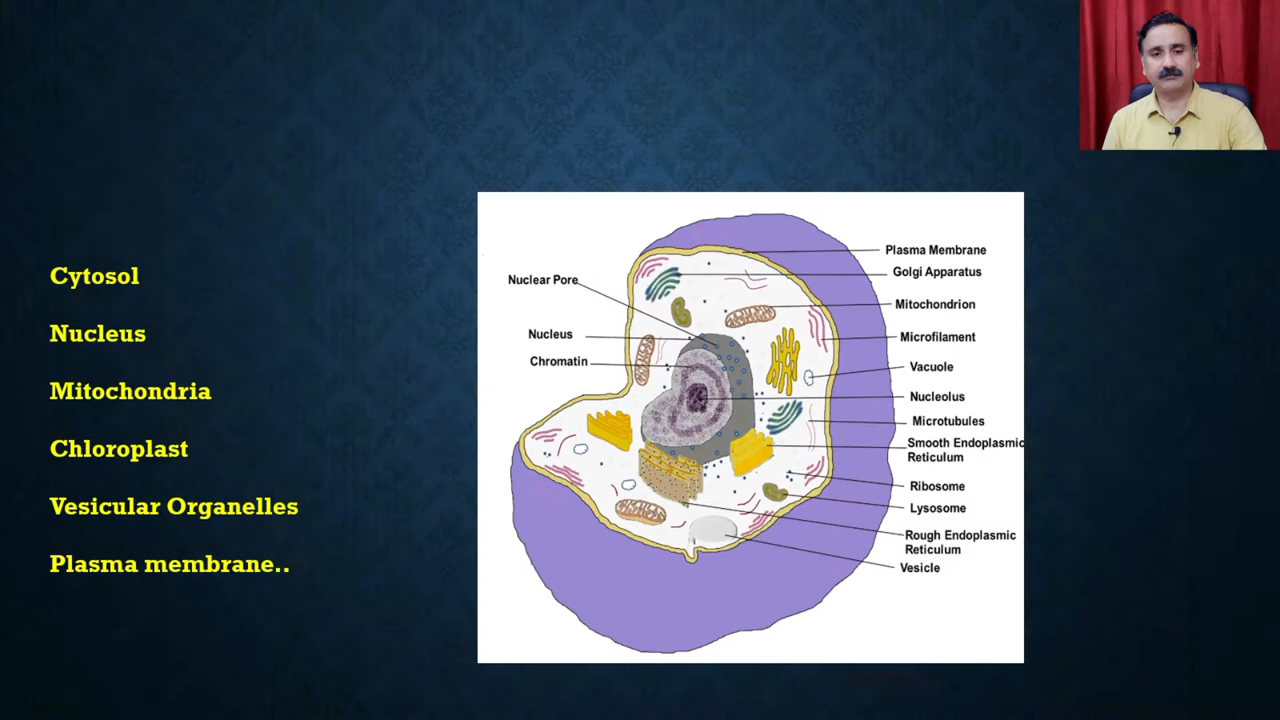 Cytosol
Nucleus
Mitochondria
Chloroplast
Vesicular Organelles
Plasma membrane..
Nuclear Pore
Nucleus
Chromatin
Plasma Membrane
Golgi Apparatus
Mitochondrion
Microfilament
Vacuole
Nucleolus
Microtubules
Smooth Endoplasmic
Reticulum
Ribosome
Lysosome
Rough Endoplasmic
Reticulum
Vesicle